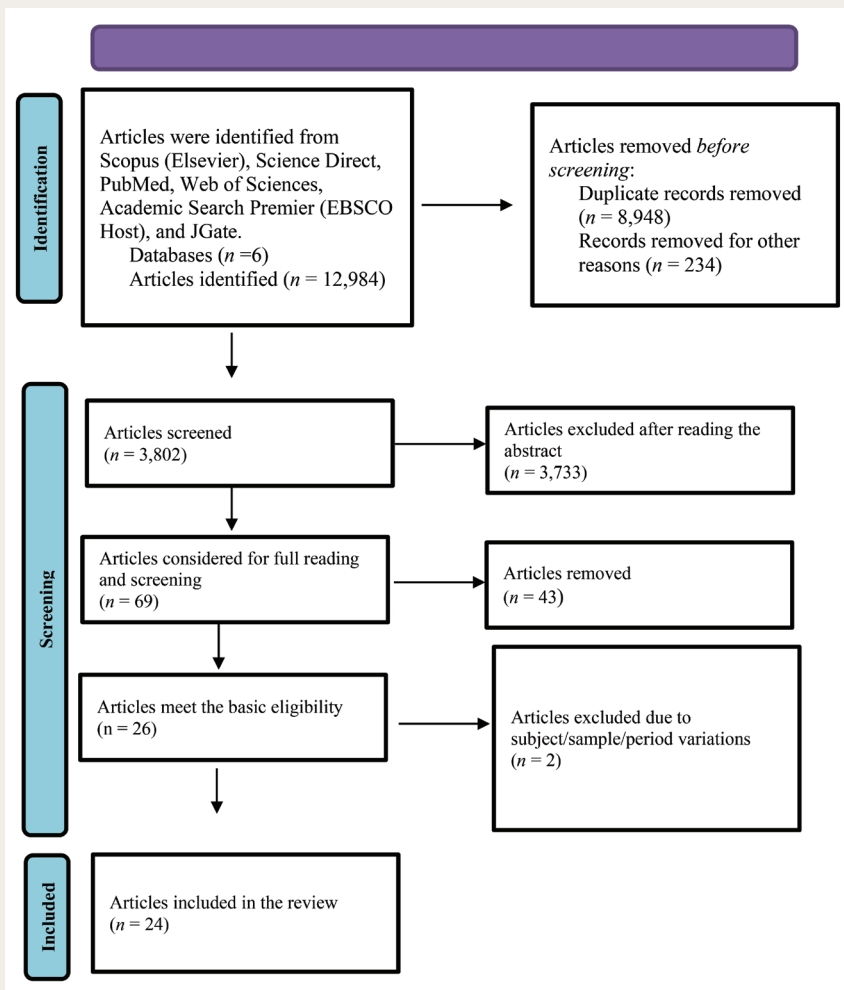 Identification
Articles were identified from
Scopus (Elsevier), Science Direct,
PubMed, Web of Sciences,
Academic Search Premier (EBSCO
Host), and JGate.
Databases (n =6)
Articles identified (n = 12,984)
Articles removed before
screening:
Duplicate records removed
(n = 8,948)
Records removed for other
reasons (n = 234)
Screening
Articles screened
(n = 3,802)
Articles excluded after reading the
abstract
(n = 3,733)
Articles considered for full reading
and screening
(n = 69)
Articles removed
(n = 43)
Articles meet the basic eligibility
(n = 26)
Articles excluded due to
subject/sample/period variations
(n = 2)
Included
Articles included in the review
(n = 24)